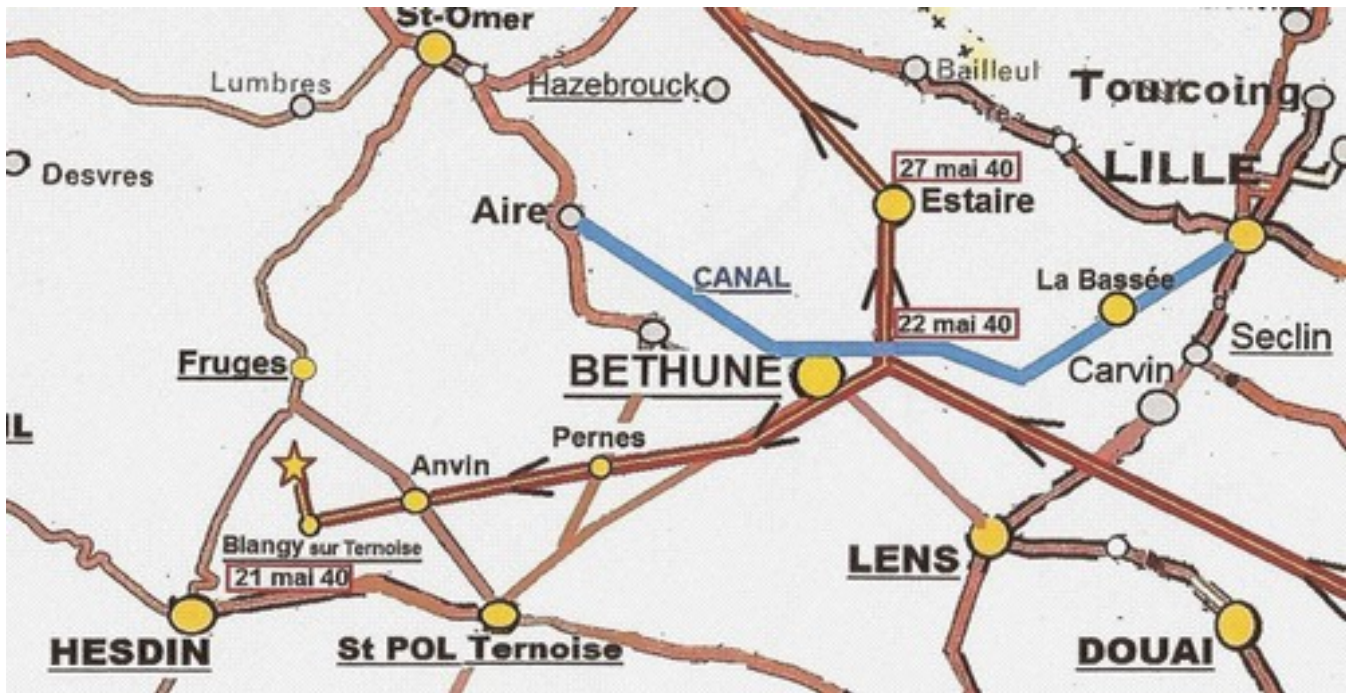 St-Omer
Lumbres
Hazebrouck
Bailleul
Tourcoing
Desvres
LILLE
27 mai 40
Aire
Estaire
CANAL
La Bassée
22 mai 40
Seclin
Fruges
BETHUNE
Carvin
IL
Pernes
Anvin
Blangy sur Ternoise
21 mai 40
LENS
HESDIN
St POL Ternoise
DOUAI